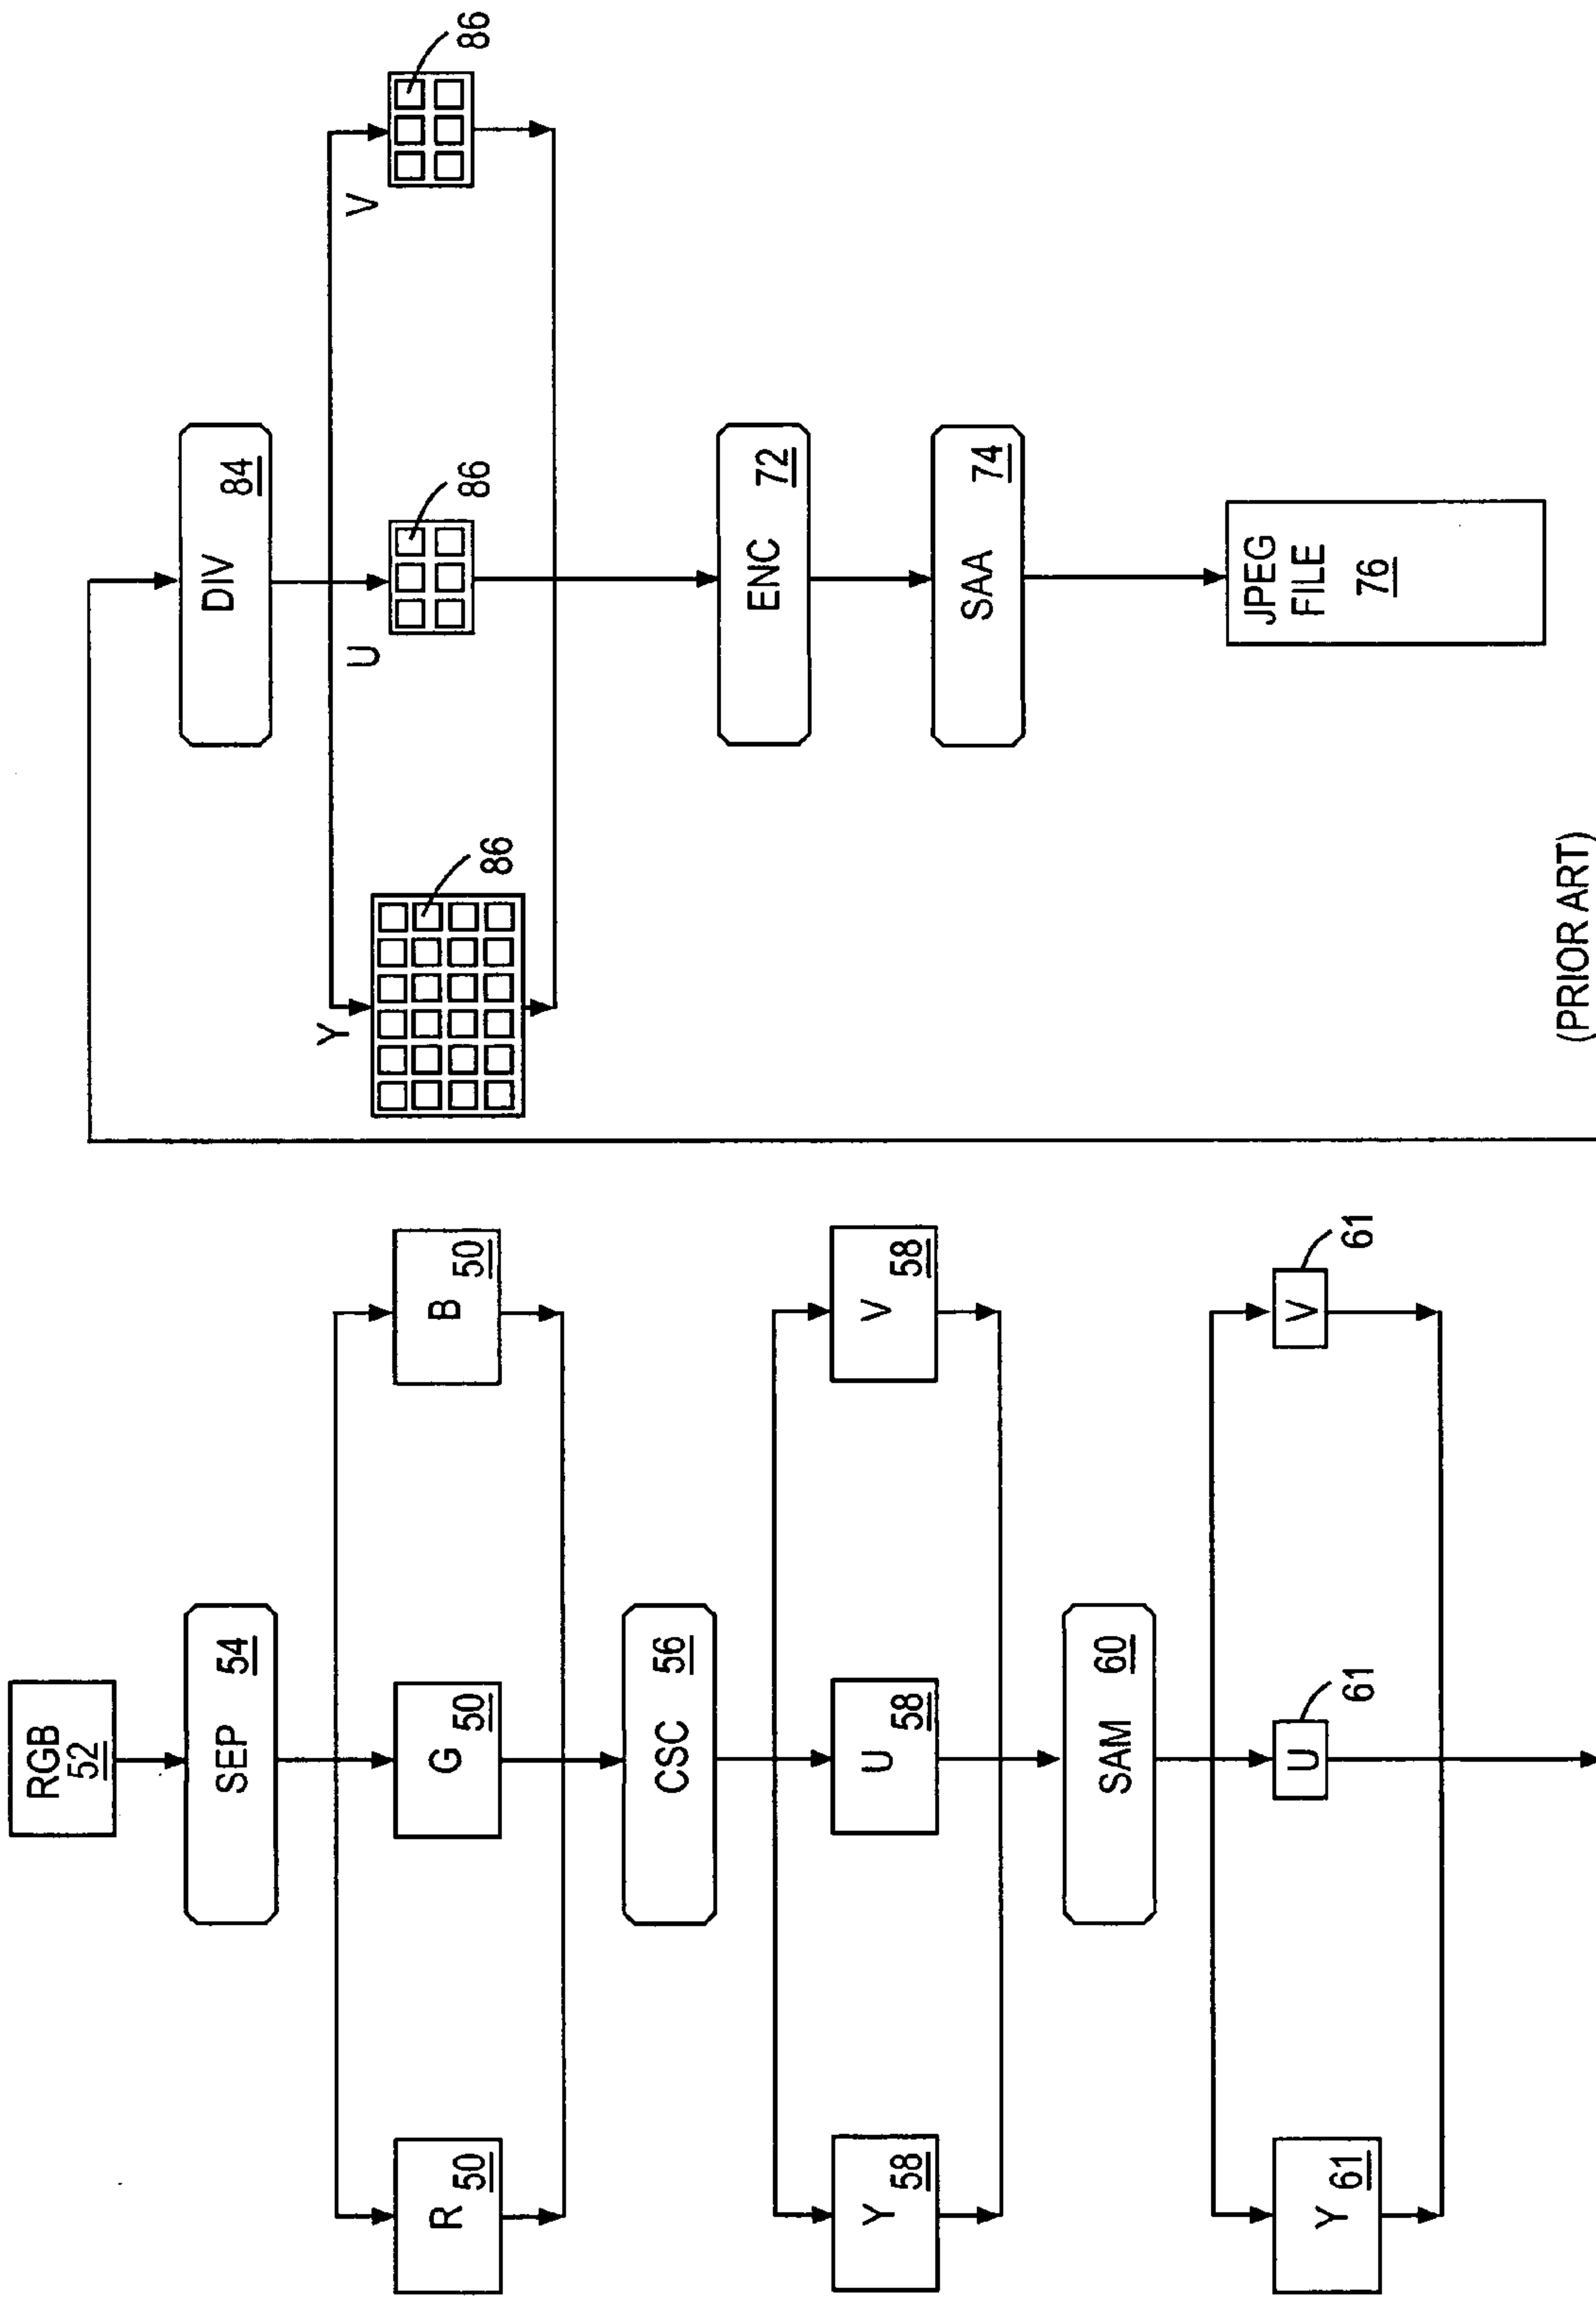 RGB
52
SEP 54
R 50
G 50
B 50
CSC 56
Y 58
U 58
V 58
SAM 60
Y 61
U
61
V
61
DIV 84
Y
86
U
86
V
86
ENC 72
SAA 74
JPEG
FILE
76
(PRIOR ART)